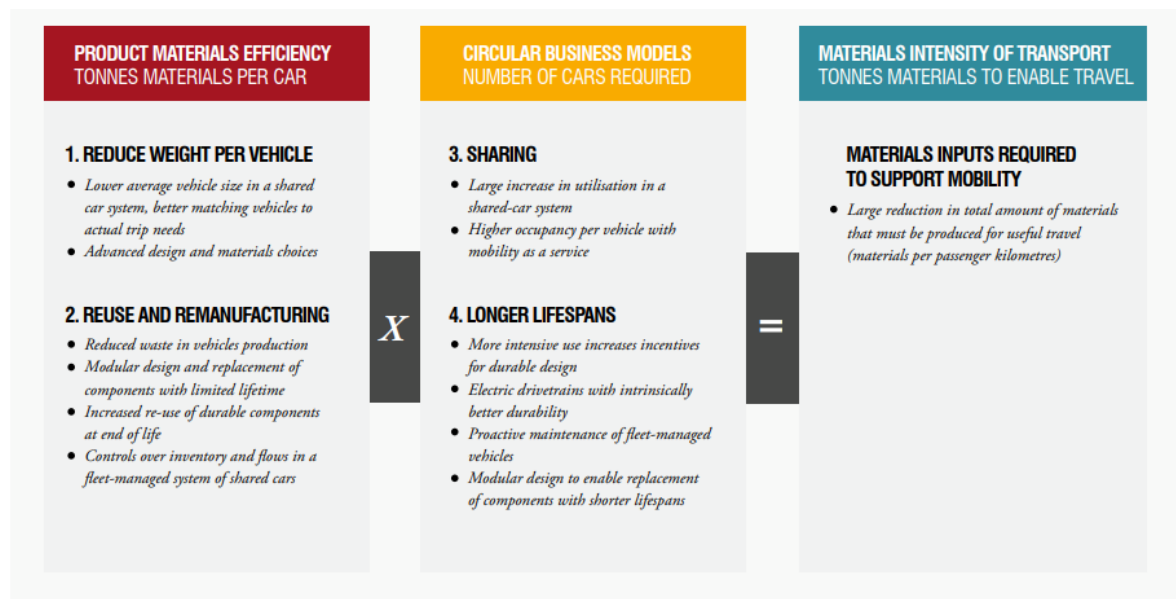 PRODUCT MATERIALS EFFICIENCY
TONNES MATERIALS PER CAR
1. REDUCE WEIGHT PER VEHICLE
● Lower average vehicle size in a shared
car system, better matching vehicles to
actual trip needs
● Advanced design and materials choices
2. REUSE AND REMANUFACTURING
● Reduced waste in vehicles production
● Modular design and replacement of
components with limited lifetime
● Increased re-use of durable components
at end of life
● Controls over inventory and flows in a
fleet-managed system of shared cars
X
CIRCULAR BUSINESS MODELS
NUMBER OF CARS REQUIRED
3. SHARING
● Large increase in utilisation in a
shared-car system
● Higher occupancy per vehicle with
mobility as a service
4. LONGER LIFESPANS
● More intensive use increases incentives
for durable design
● Electric drivetrains with intrinsically
better durability
● Proactive maintenance of fleet-managed
vehicles
● Modular design to enable replacement
of components with shorter lifespans
=
MATERIALS INTENSITY OF TRANSPORT
TONNES MATERIALS TO ENABLE TRAVEL
MATERIALS INPUTS REQUIRED
TO SUPPORT MOBILITY
● Large reduction in total amount of materials
that must be produced for useful travel
(materials per passenger kilometres)